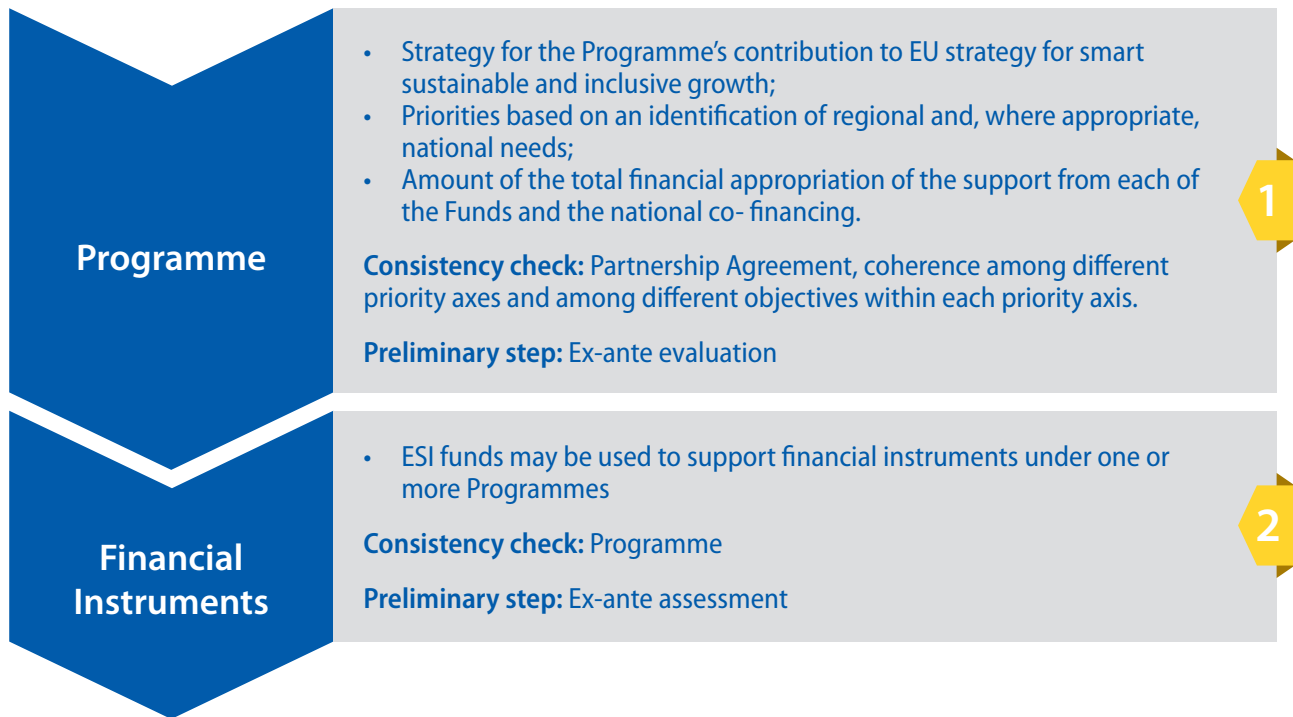 Programme
• Strategy for the Programme’s contribution to EU strategy for smart
sustainable and inclusive growth;
• Priorities based on an identification of regional and, where appropriate,
national needs;
• Amount of the total financial appropriation of the support from each of
the Funds and the national co- financing.
Consistency check: Partnership Agreement, coherence among different
priority axes and among different objectives within each priority axis.
Preliminary step: Ex-ante evaluation
1
Financial
Instruments
• ESI funds may be used to support financial instruments under one or
more Programmes
Consistency check: Programme
Preliminary step: Ex-ante assessment
2